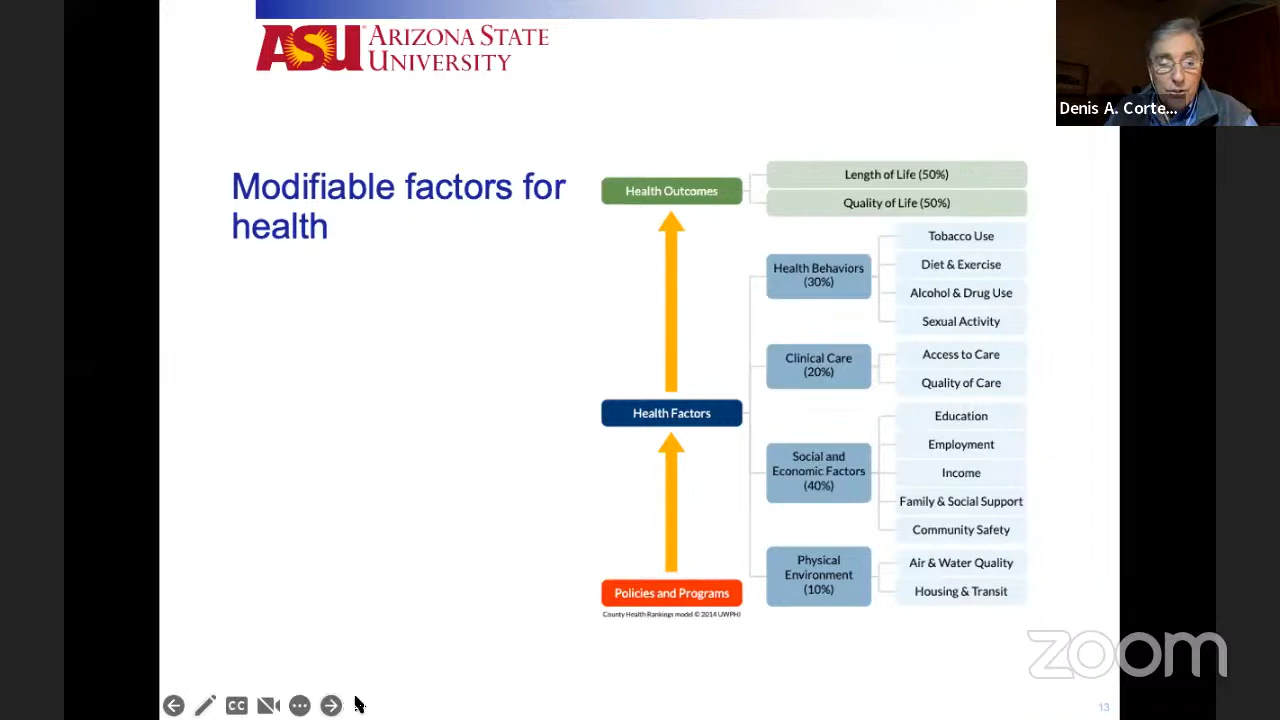 ASU ARIZONA STATE
UNIVERSITY
Denis A. Corte...
Modifiable factors for
health
Health Outcomes
Length of Life (50%)
Quality of Life (50%)
Health Behaviors
(30%)
Tobacco Use
Diet & Exercise
Alcohol & Drug Use
Sexual Activity
Clinical Care
(20%)
Access to Care
Quality of Care
Health Factors
Social and
Economic Factors
(40%)
Education
Employment
Income
Family & Social Support
Community Safety
Physical
Environment
(10%)
Air & Water Quality
Housing & Transit
Policies and Programs
County Health Rankings model © 2014 UWPHI
zoom
CC
13